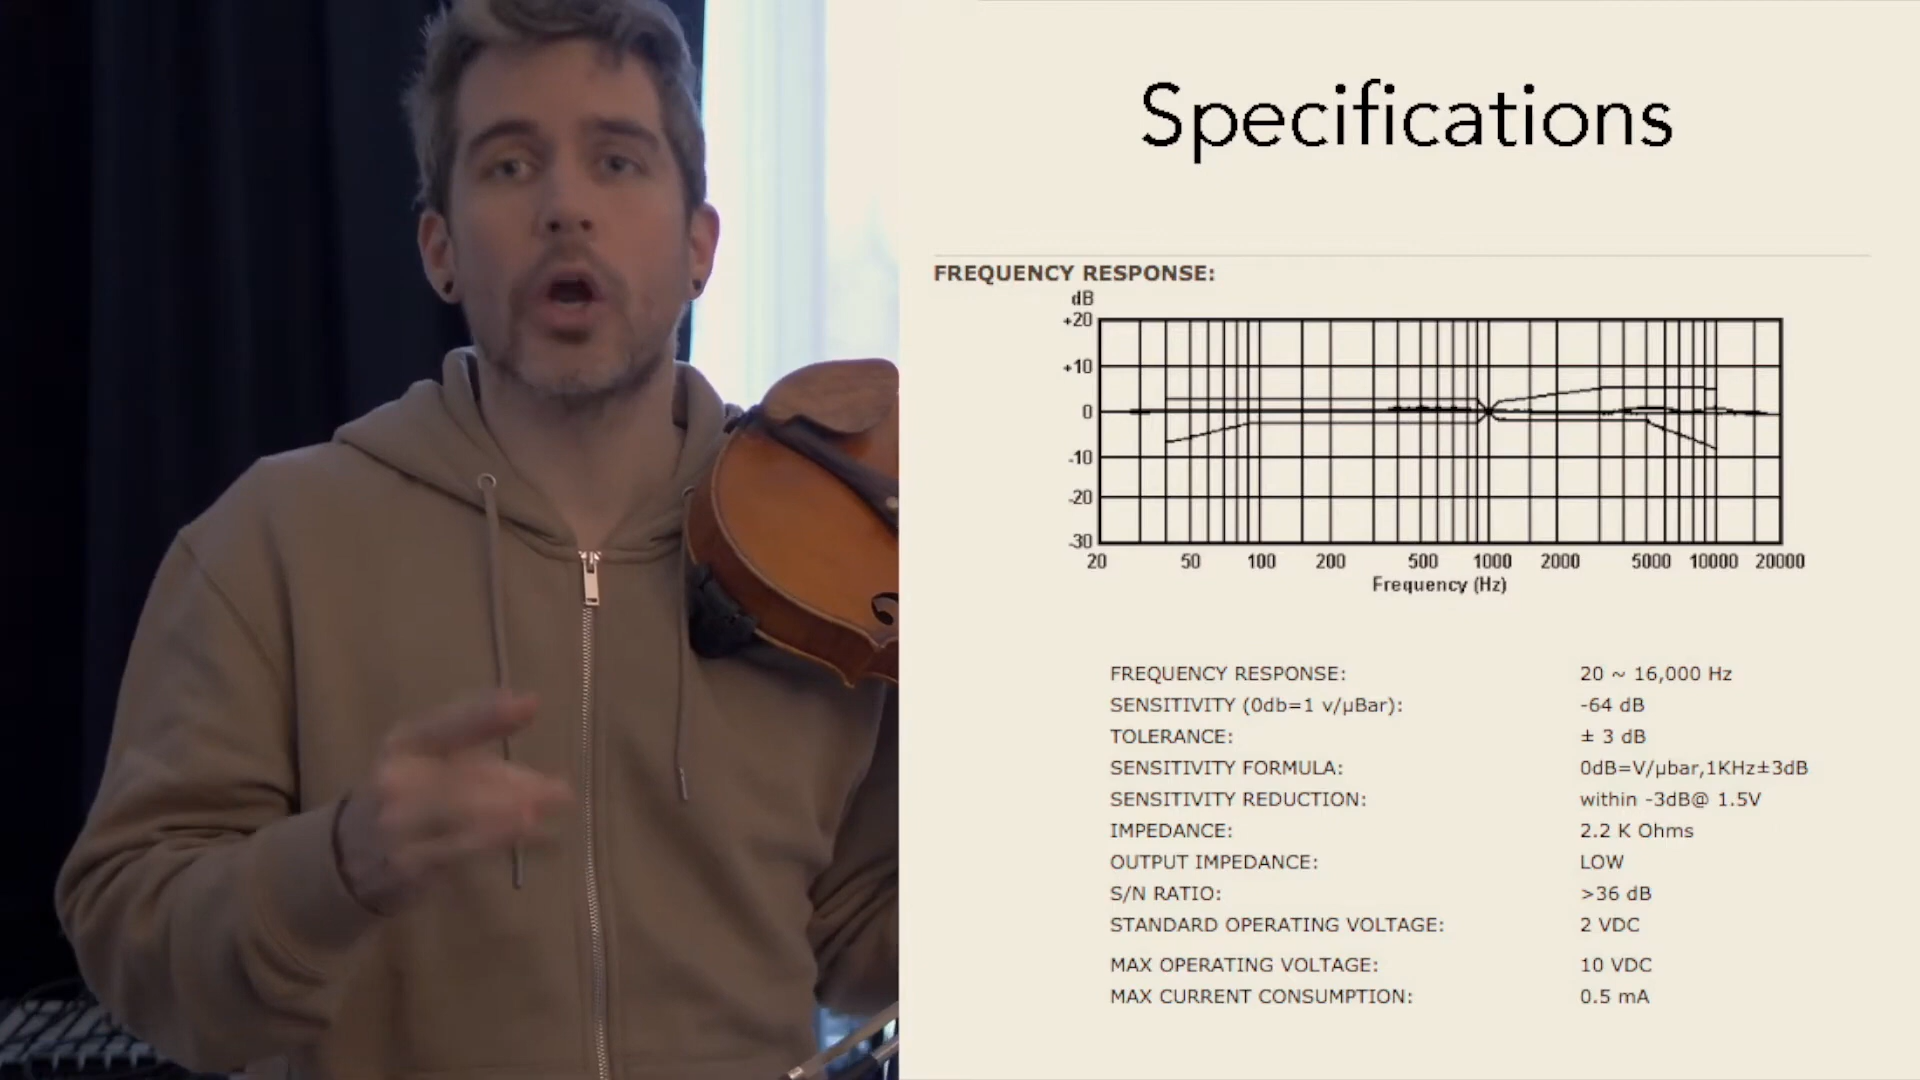 Specifications
FREQUENCY RESPONSE:
dB
+20
+10
0
-10
-20
-30
20 50 100 200 500 1000 2000 5000 10000 20000
Frequency (Hz)
FREQUENCY RESPONSE: 20 ~ 16,000 Hz
SENSITIVITY (0db=1 v/μBar): -64 dB
TOLERANCE: ± 3 dB
SENSITIVITY FORMULA: 0dB=V/μbar,1KHz±3dB
SENSITIVITY REDUCTION: within -3dB@ 1.5V
IMPEDANCE: 2.2 K Ohms
OUTPUT IMPEDANCE: LOW
S/N RATIO: >36 dB
STANDARD OPERATING VOLTAGE: 2 VDC
MAX OPERATING VOLTAGE: 10 VDC
MAX CURRENT CONSUMPTION: 0.5 mA